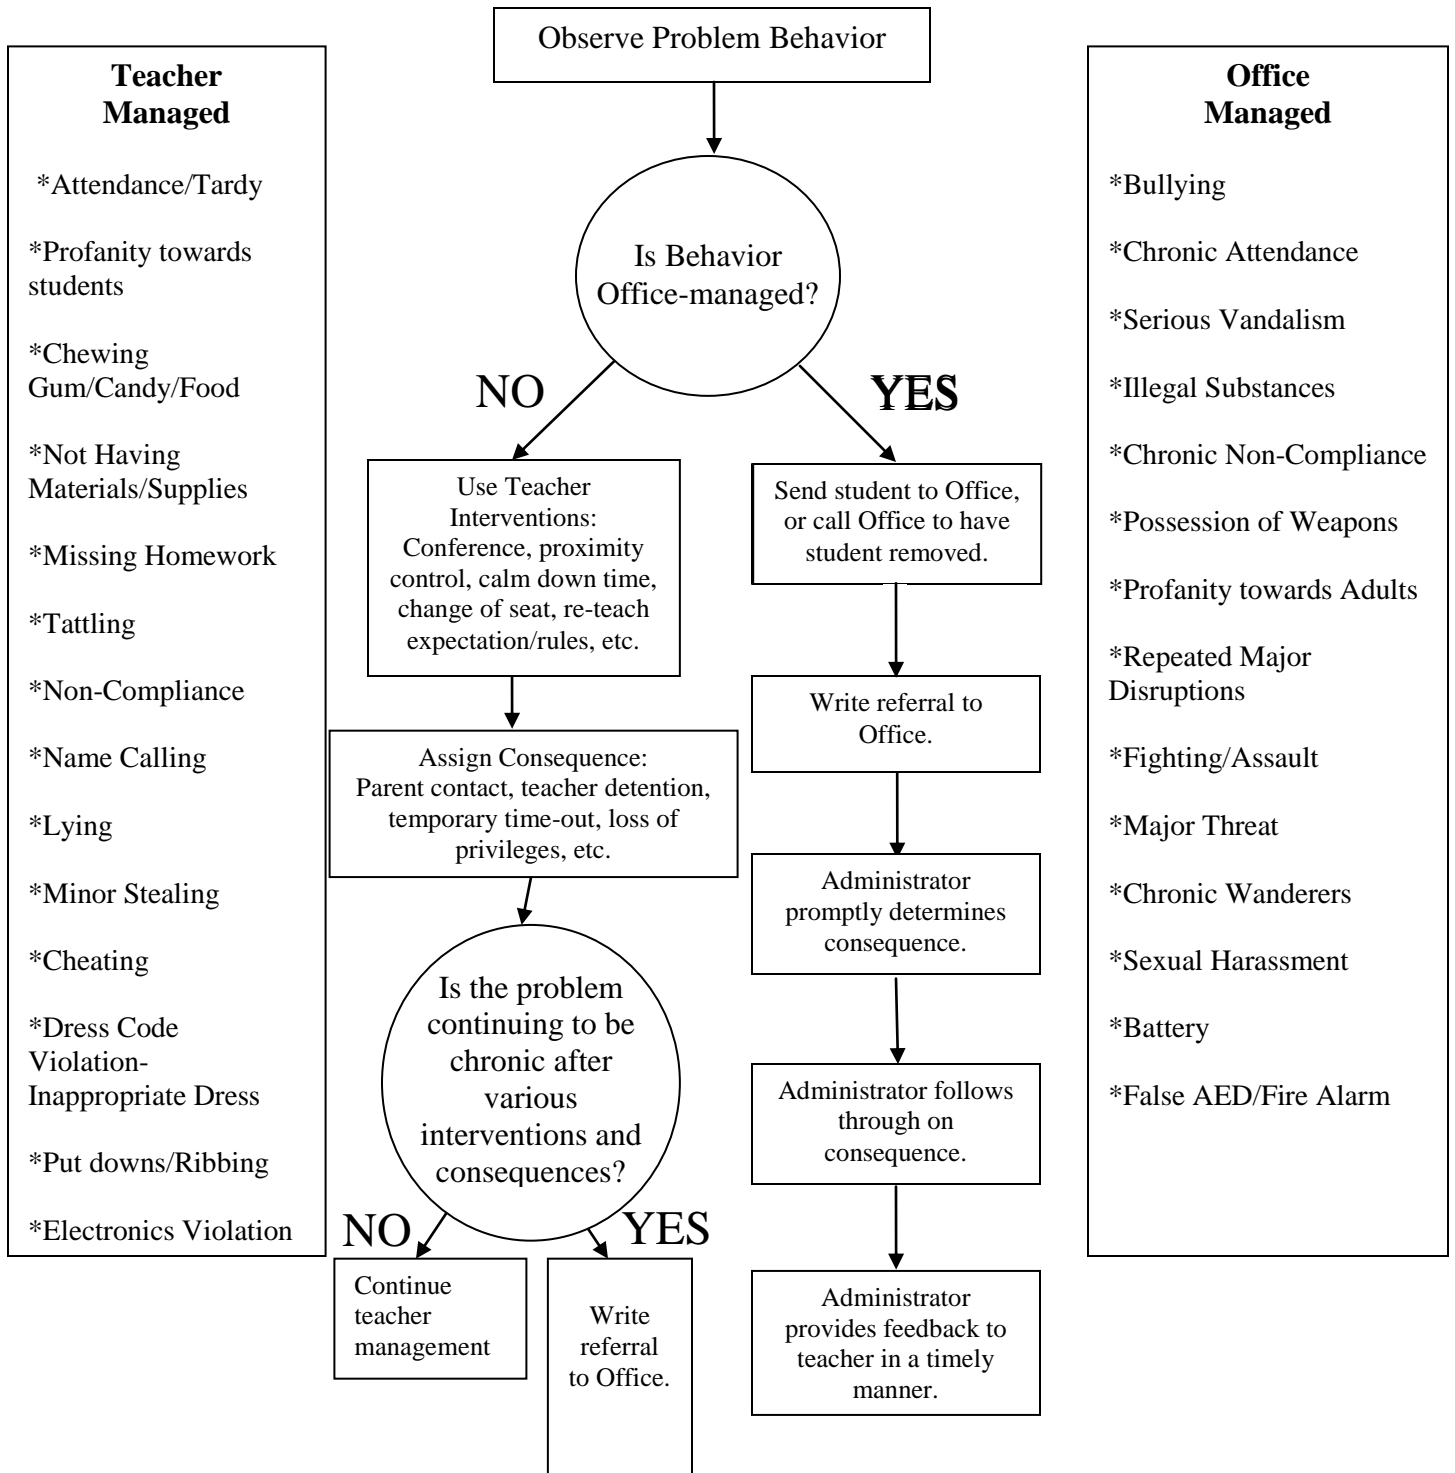 Observe Problem Behavior
Teacher
Managed
*Attendance/Tardy
*Profanity towards
students
*Chewing
Gum/Candy/Food
*Not Having
Materials/Supplies
*Missing Homework
*Tattling
*Non-Compliance
*Name Calling
*Lying
*Minor Stealing
*Cheating
*Dress Code
Violation-
Inappropriate Dress
*Put downs/Ribbing
*Electronics Violation
Is Behavior
Office-managed?
NO
YES
Use Teacher
Interventions:
Conference, proximity
control, calm down time,
change of seat, re-teach
expectation/rules, etc.
Assign Consequence:
Parent contact, teacher detention,
temporary time-out, loss of
privileges, etc.
Is the problem
continuing to be
chronic after
various
interventions and
consequences?
NO
YES
Continue
teacher
management
Write
referral
to Office.
Send student to Office,
or call Office to have
student removed.
Write referral to
Office.
Administrator
promptly determines
consequence.
Administrator follows
through on
consequence.
Administrator
provides feedback to
teacher in a timely
manner.
Office
Managed
*Bullying
*Chronic Attendance
*Serious Vandalism
*Illegal Substances
*Chronic Non-Compliance
*Possession of Weapons
*Profanity towards Adults
*Repeated Major
Disruptions
*Fighting/Assault
*Major Threat
*Chronic Wanderers
*Sexual Harassment
*Battery
*False AED/Fire Alarm